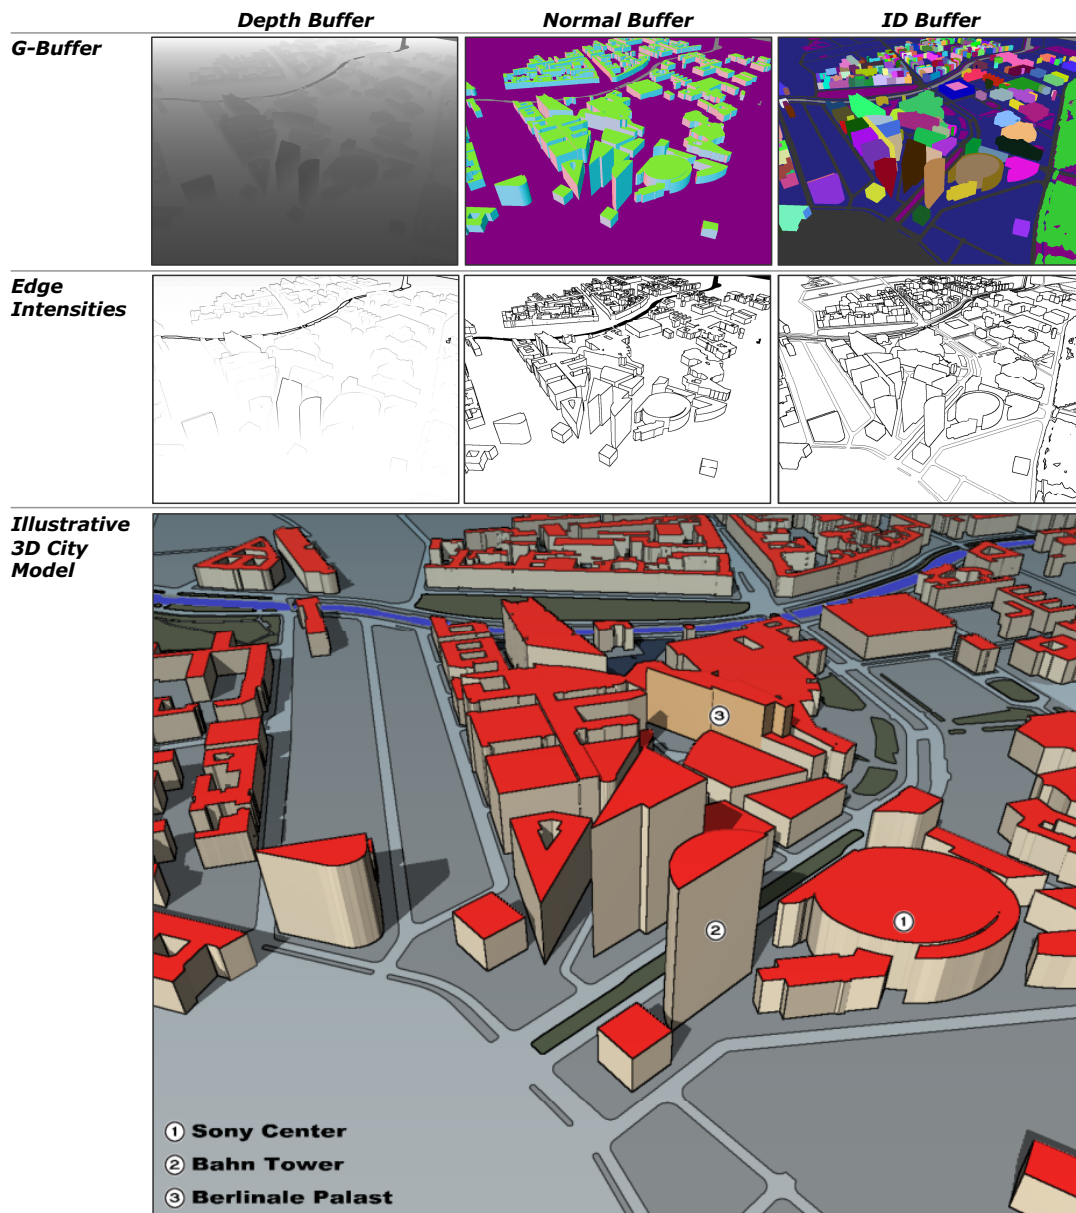 Depth Buffer Normal Buffer ID Buffer
G-Buffer
Edge
Intensities
Illustrative
3D City
Model
3
1
2
1 Sony Center
2 Bahn Tower
3 Berlinale Palast